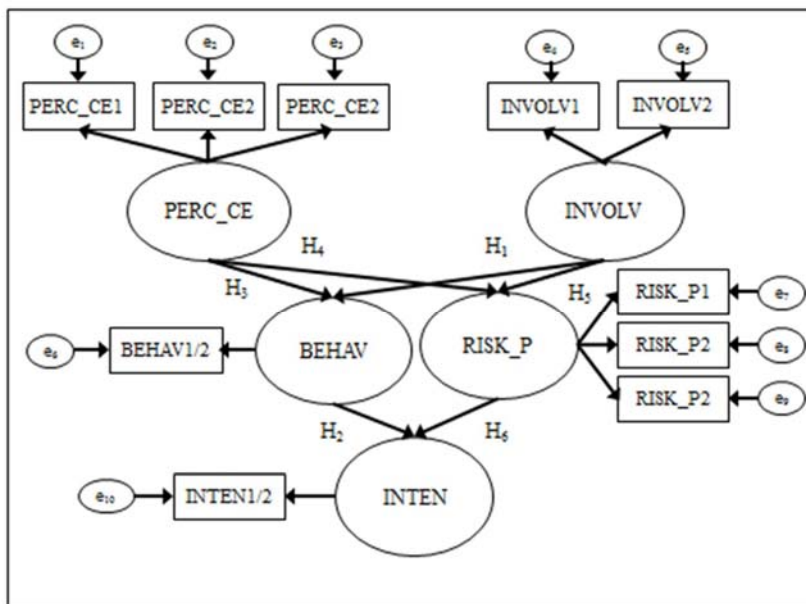 e₁
e₂
e₃
e₄
e₅
PERC_CE1
PERC_CE2
PERC_CE2
INVOLV1
INVOLV2
PERC_CE
INVOLV
H₄
H₁
H₃
H₅
RISK_P1
e₇
e₆
BEHAV1/2
BEHAV
RISK_P
RISK_P2
e₈
RISK_P2
e₉
H₂
H₆
e₁₀
INTEN1/2
INTEN